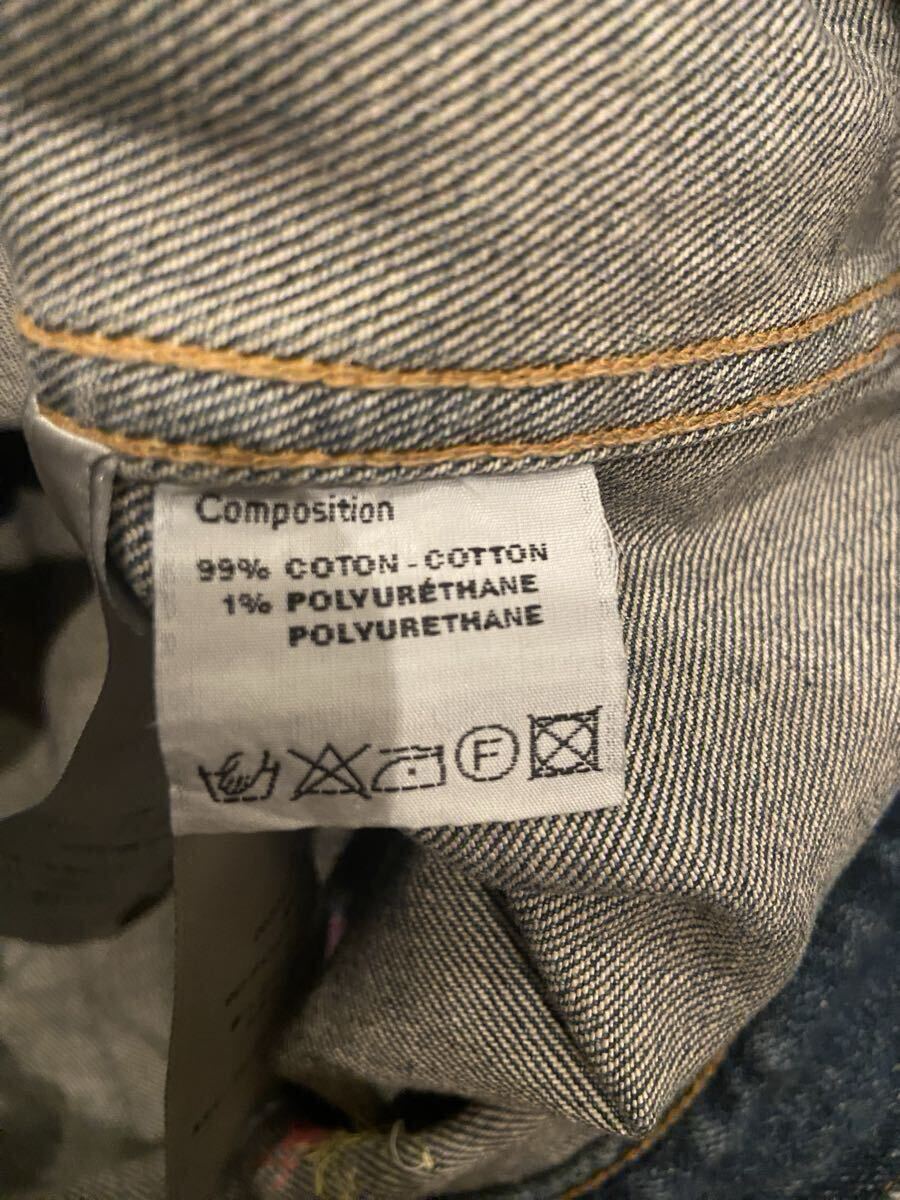 Composition
99% COTON - COTTON
1% POLYURÉTHANE
POLYURETHANE
F